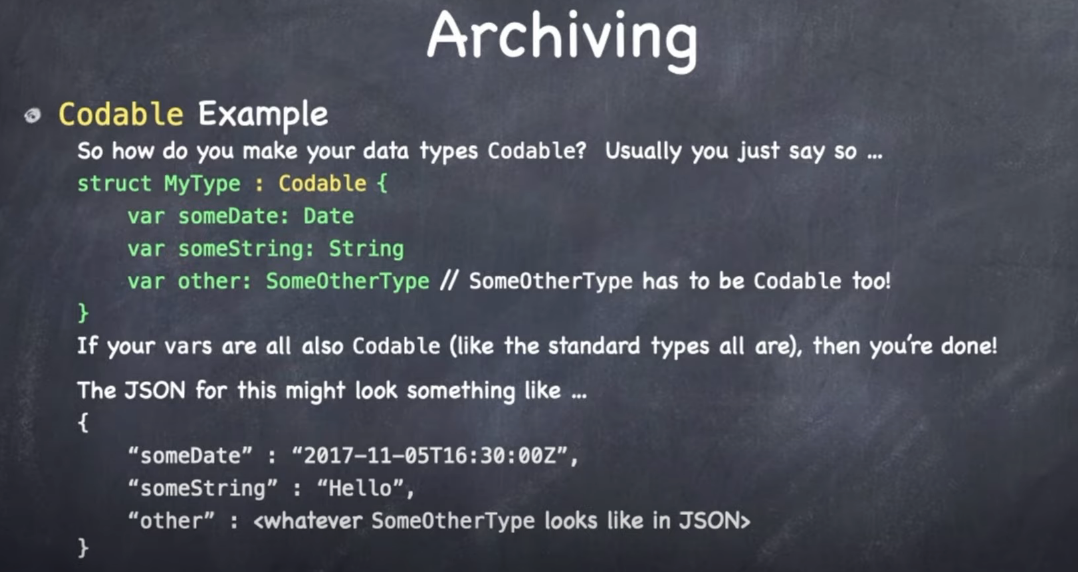 Archiving
Codable Example
So how do you make your data types Codable? Usually you just say so …
struct MyType : Codable {
var someDate: Date
var someString: String
var other: SomeOtherType // SomeOtherType has to be Codable too!
}
If your vars are all also Codable (like the standard types all are), then you’re done!
The JSON for this might look something like …
{
“someDate” : “2017-11-05T16:30:00Z”,
“someString” : “Hello”,
“other” : <whatever SomeOtherType looks like in JSON>
}